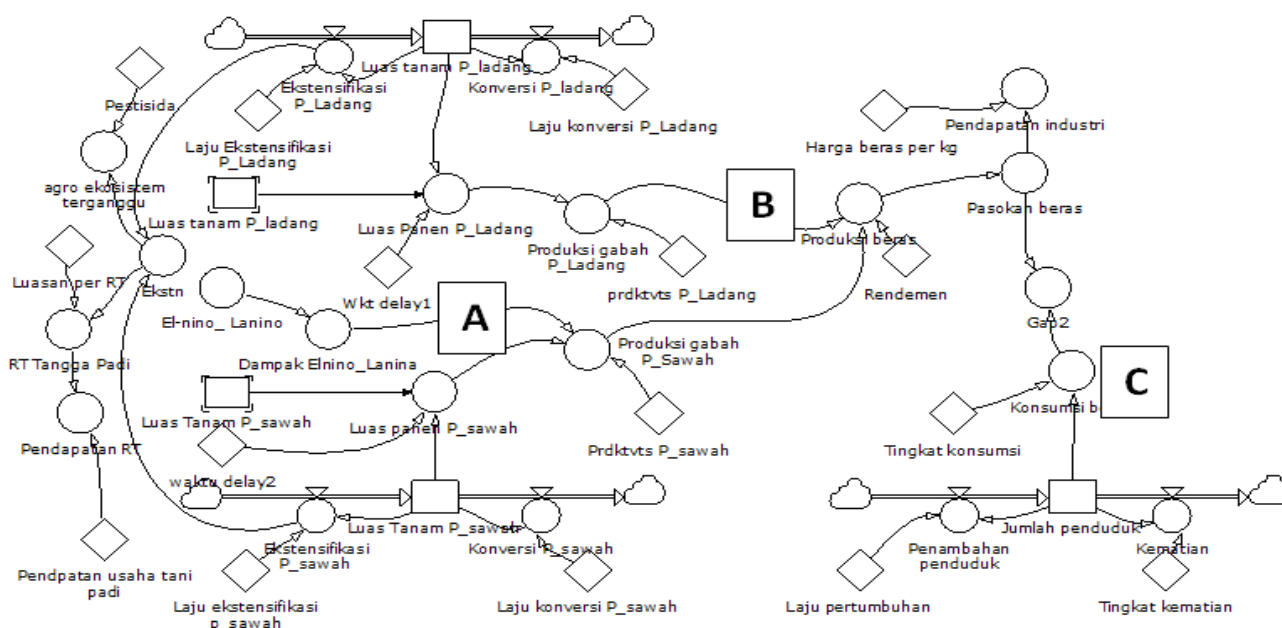 Luas tanam P_ladang
Ekstensifikasi
P_Ladang
Konversi P_ladang
Pestisida
Laju Ekstensifikasi
P_Ladang
Laju konversi P_Ladang
Harga beras per kg
Pendapatan industri
agro ekosistem
terganggu
Luas tanam P_ladang
Luas Panen P_Ladang
B
Produksi beras
Pasokan beras
Produksi gabah
P_Ladang
Luasan per RT
Ekstn
Wkt delay1
prdktvts P_Ladang
Rendemen
El-nino_ Lanino
A
Gap2
RT Tangga Padi
Dampak Elnino_Lanina
Produksi gabah
P_Sawah
C
Luas Tanam P_sawah
Luas panen P_sawah
Konsumsi
Pendapatan RT
Prdktvts P_sawah
Tingkat konsumsi
waktu delay2
Luas Tanam P_sawah
Ekstensifikasi
P_sawah
Konversi P_sawah
Jumlah penduduk
Penambahan
penduduk
Kematian
Pendpatan usaha tani
padi
Laju ekstensifikasi
p_sawah
Laju konversi P_sawah
Laju pertumbuhan
Tingkat kematian